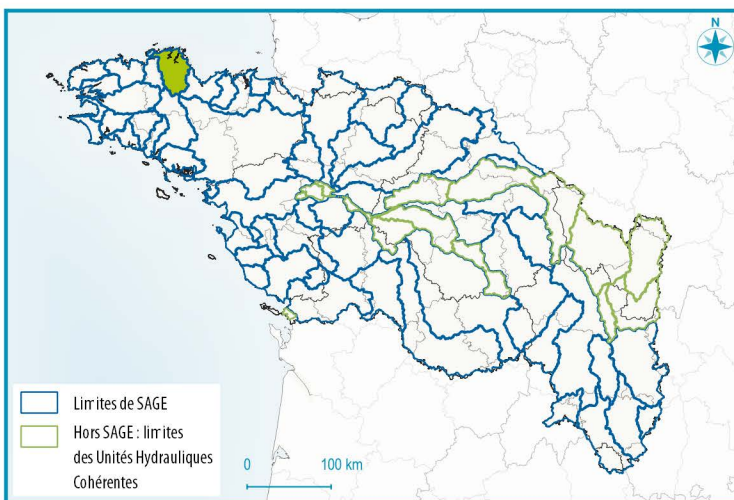 N
Limites de SAGE
Hors SAGE : limites
des Unités Hydrauliques
Cohérentes
0 100 km